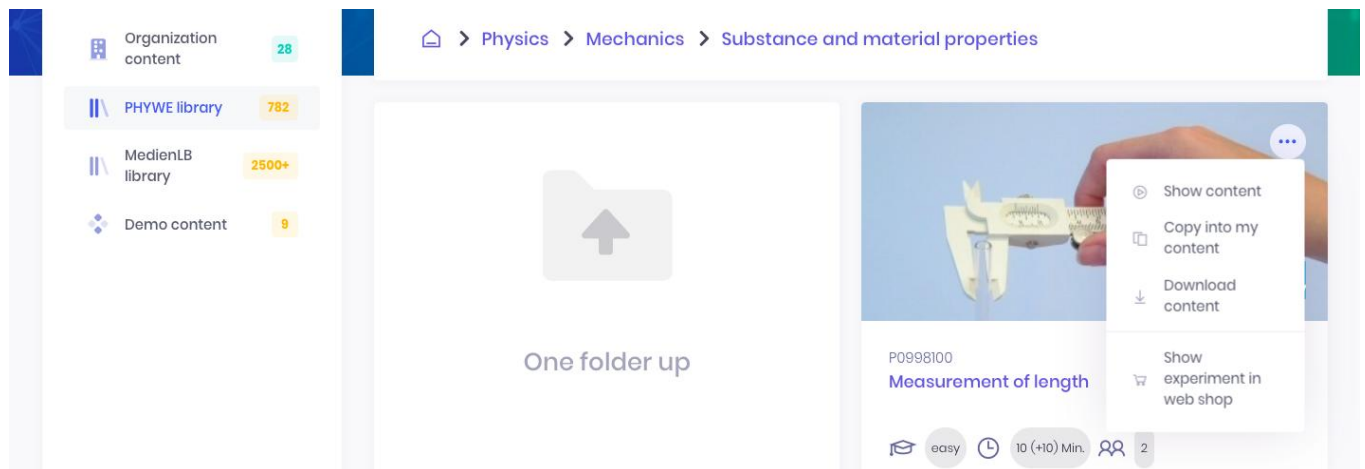 Organization
content
28
PHYWE library
782
MedienLB
library
2500+
Demo content
9
Physics
Mechanics
Substance and material properties
One folder up
Show content
Copy into my
content
Download
content
Show
experiment in
web shop
P0998100
Measurement of length
easy
10 (+10) Min.
2